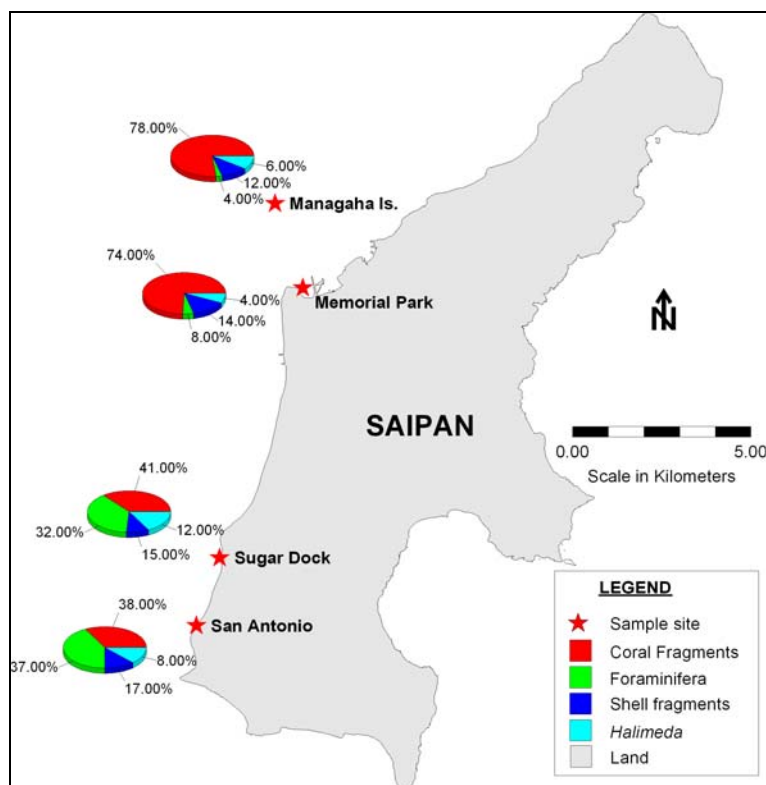 78.00%
6.00%
12.00%
4.00%
Managaha Is.
74.00%
4.00%
14.00%
8.00%
Memorial Park
N
SAIPAN
0.00 5.00
Scale in Kilometers
41.00%
12.00%
15.00%
32.00%
Sugar Dock
38.00%
8.00%
17.00%
37.00%
San Antonio
LEGEND
Sample site
Coral Fragments
Foraminifera
Shell fragments
Halimeda
Land